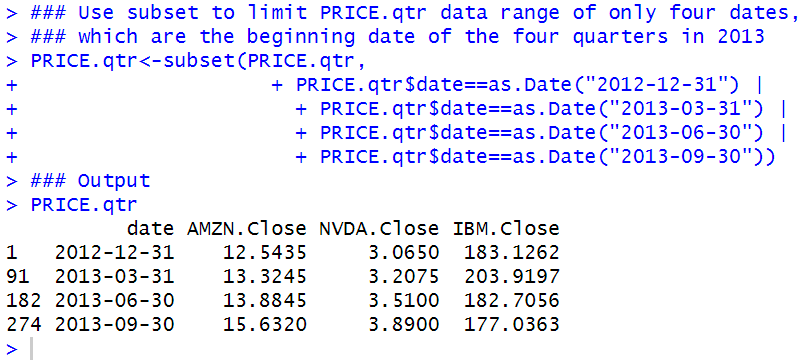 > ### Use subset to limit PRICE.qtr data range of only four dates,
> ### which are the beginning date of the four quarters in 2013
> PRICE.qtr<-subset(PRICE.qtr,
+                     + PRICE.qtr$date==as.Date("2012-12-31") |
+                       + PRICE.qtr$date==as.Date("2013-03-31") |
+                       + PRICE.qtr$date==as.Date("2013-06-30") |
+                       + PRICE.qtr$date==as.Date("2013-09-30"))
> ### Output
> PRICE.qtr
          date AMZN.Close NVDA.Close IBM.Close
1   2012-12-31    12.5435     3.0650  183.1262
91  2013-03-31    13.3245     3.2075  203.9197
182 2013-06-30    13.8845     3.5100  182.7056
274 2013-09-30    15.6320     3.8900  177.0363
>